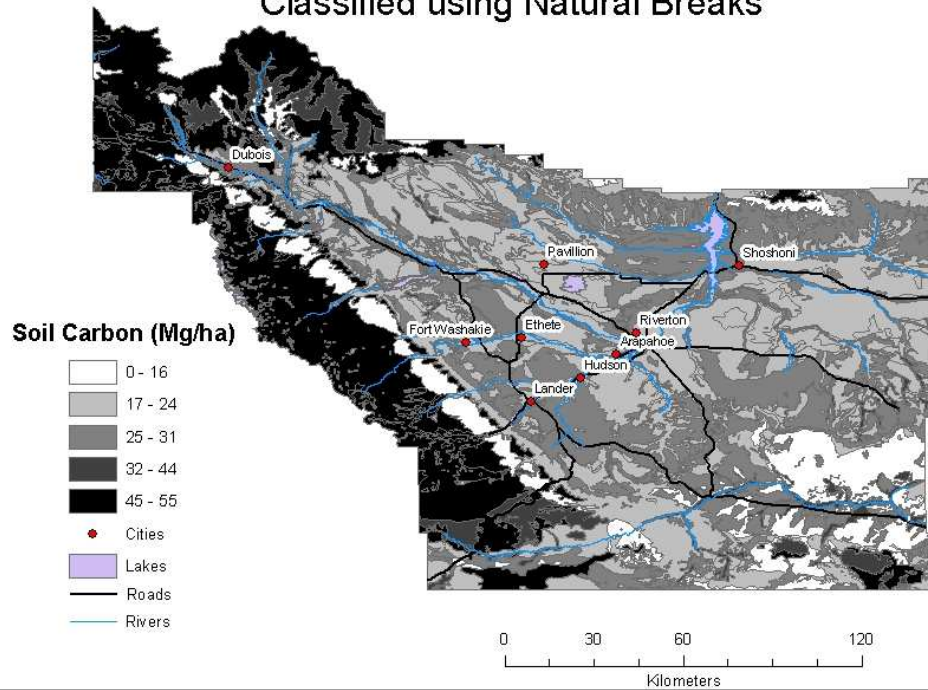 Classified using Natural Breaks
Dubois
Pavillion
Shoshoni
Soil Carbon (Mg/ha)
0 - 16
17 - 24
25 - 31
32 - 44
45 - 55
Cities
Lakes
Roads
Rivers
Fort Washakie
Ethete
Riverton
Arapahoe
Hudson
Lander
0 30 60 120
Kilometers